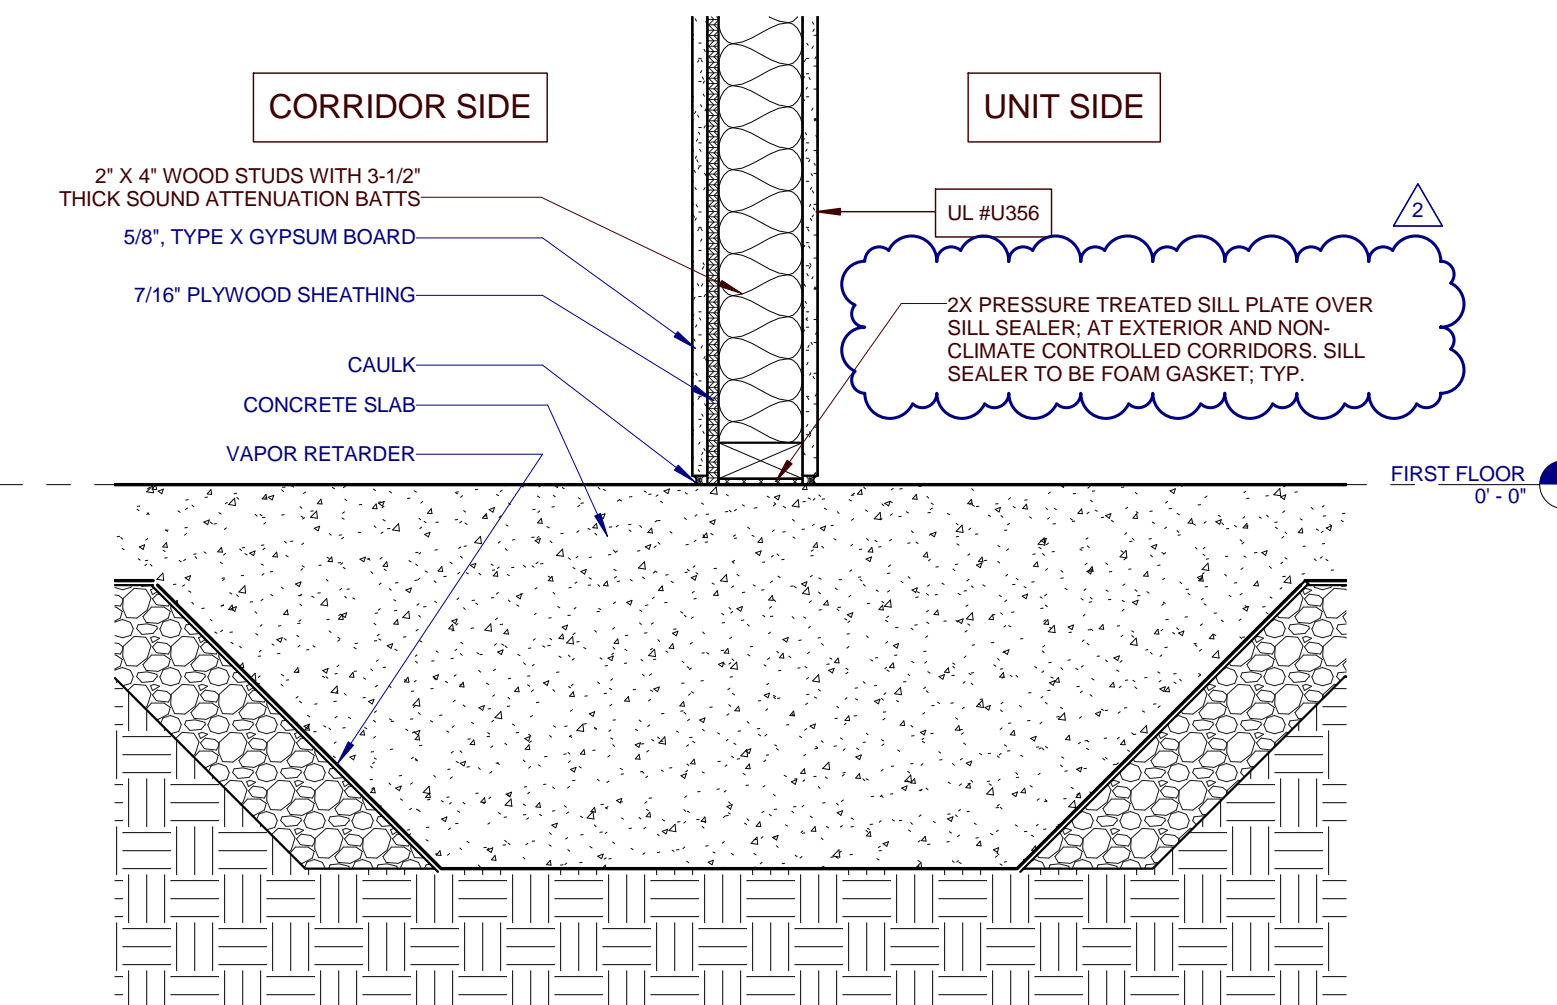 CORRIDOR SIDE
UNIT SIDE
2" X 4" WOOD STUDS WITH 3-1/2"
THICK SOUND ATTENUATION BATTS
5/8", TYPE X GYPSUM BOARD
7/16" PLYWOOD SHEATHING
CAULK
CONCRETE SLAB
VAPOR RETARDER
UL #U356
2
2X PRESSURE TREATED SILL PLATE OVER
SILL SEALER; AT EXTERIOR AND NON-
CLIMATE CONTROLLED CORRIDORS. SILL
SEALER TO BE FOAM GASKET; TYP.
FIRST FLOOR
0' - 0"